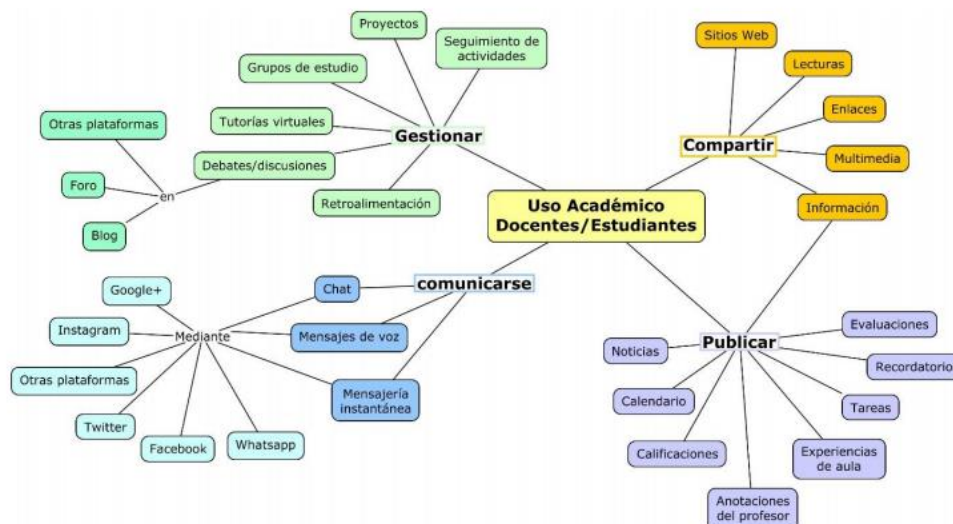 Proyectos
Seguimiento de
actividades
Grupos de estudio
Tutorías virtuales
Gestionar
Debates/discusiones
Retroalimentación
Otras plataformas
Foro
en
Blog
Sitios Web
Lecturas
Enlaces
Compartir
Multimedia
Información
Uso Académico
Docentes/Estudiantes
comunicarse
Chat
Mensajes de voz
Mensajería
instantánea
Google+
Instagram
Mediante
Otras plataformas
Twitter
Facebook
Whatsapp
Publicar
Evaluaciones
Noticias
Recordatorio
Calendario
Tareas
Calificaciones
Experiencias
de aula
Anotaciones
del profesor